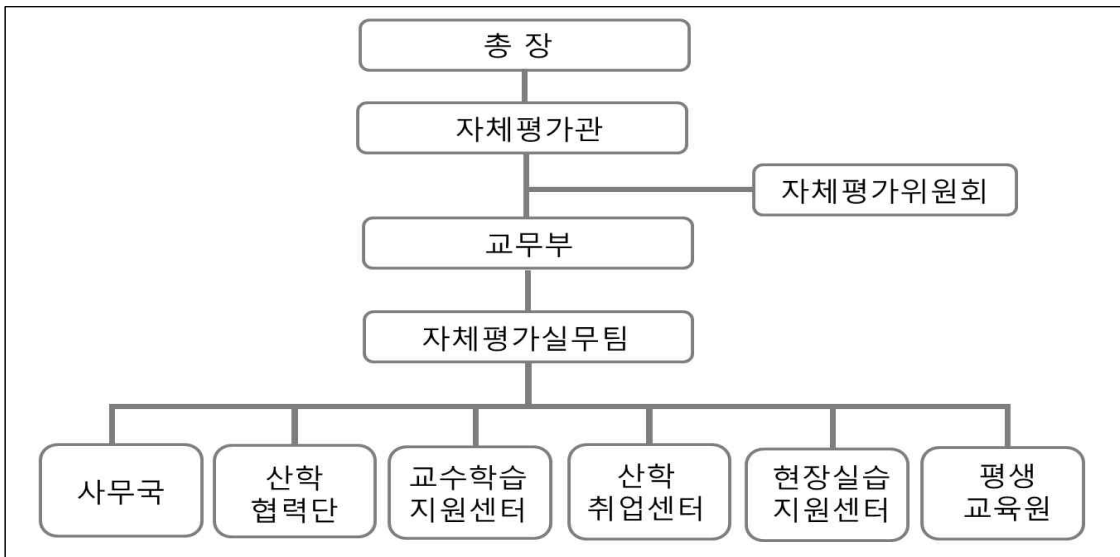 총 장
자체평가관
자체평가위원회
교무부
자체평가실무팀
사무국
산학
협력단
교수학습
지원센터
산학
취업센터
현장실습
지원센터
평생
교육원